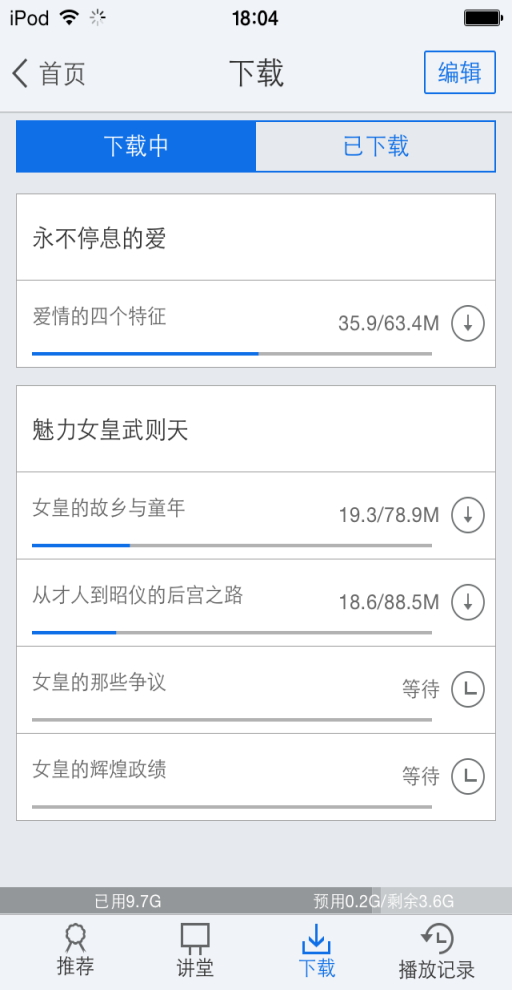 iPod 18:04
首页 下载 编辑
下载中 已下载
永不停息的爱
爱情的四个特征 35.9/63.4M
魅力女皇武则天
女皇的故乡与童年 19.3/78.9M
从才人到昭仪的后宫之路 18.6/88.5M
女皇的那些争议 等待
女皇的辉煌政绩 等待
已用9.7G 预用0.2G/剩余3.6G
推荐 讲堂 下载 播放记录